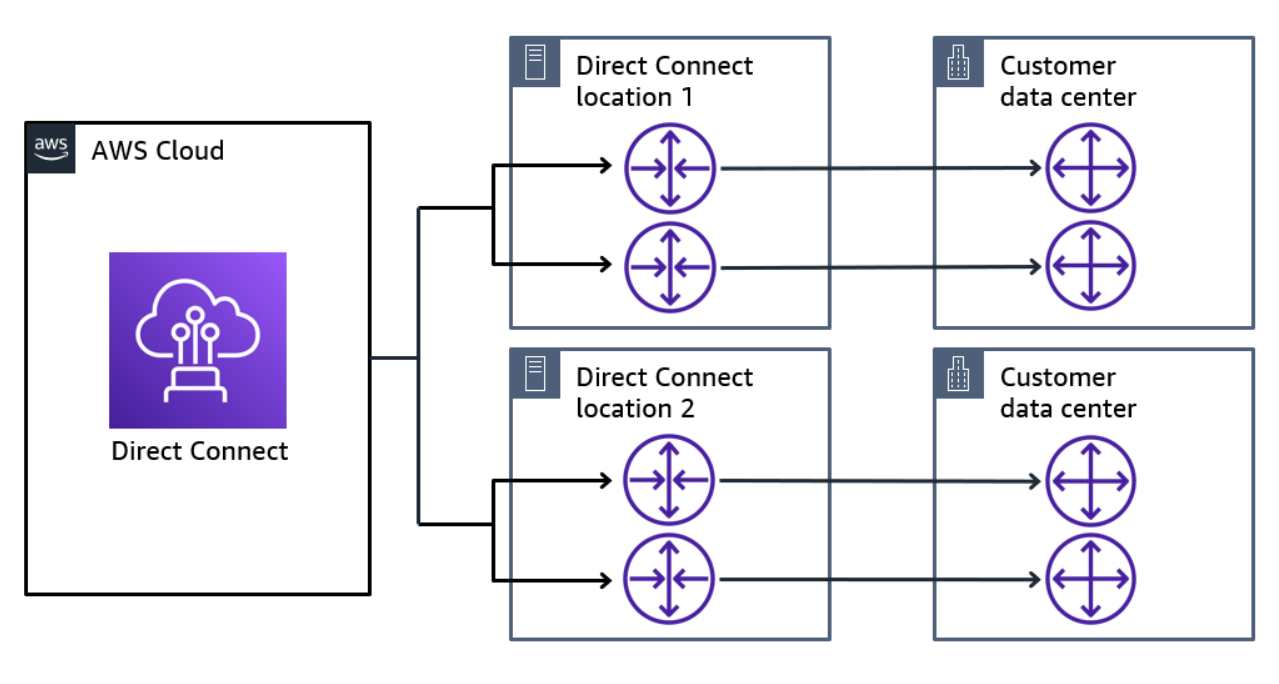 aws
AWS Cloud
Direct Connect
Direct Connect
location 1
Customer
data center
Direct Connect
location 2
Customer
data center